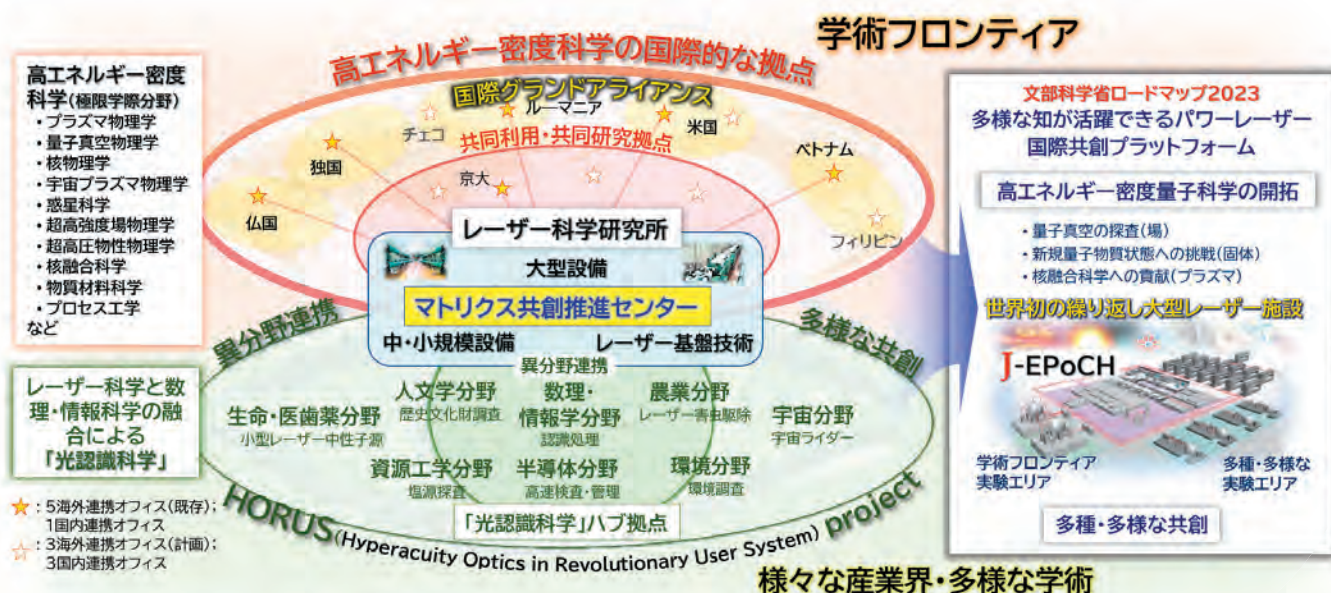 学術フロンティア
高エネルギー密度科学の国際的な拠点
国際グランドアライアンス
共同利用・共同研究拠点
高エネルギー密度
科学(極限学際分野)
・プラズマ物理学
・量子真空物理学
・核物理学
・宇宙プラズマ物理学
・惑星科学
・超高強度場物理学
・超高圧物性物理学
・核融合科学
・物質材料科学
・プロセス工学
など
仏国
独国
チェコ
ルーマニア
米国
ベトナム
フィリピン
京大
レーザー科学研究所
大型設備
マトリクス共創推進センター
中・小規模設備
レーザー基盤技術
異分野連携
多様な共創
異分野連携
レーザー科学と数
理・情報科学の融
合による
「光認識科学」
生命・医歯薬分野
小型レーザー中性子源
人文学分野
歴史文化財調査
数理・
情報学分野
認識処理
農業分野
レーザー害虫駆除
宇宙分野
宇宙ライダー
資源工学分野
塩源探査
半導体分野
高速検査・管理
環境分野
環境調査
「光認識科学」ハブ拠点
HORUS(Hyperacuity Optics in Revolutionary User System) project
様々な産業界・多様な学術
：5海外連携オフィス(既存);
1国内連携オフィス
：3海外連携オフィス(計画);
3国内連携オフィス
文部科学省ロードマップ2023
多様な知が活躍できるパワーレーザー
国際共創プラットフォーム
高エネルギー密度量子科学の開拓
・量子真空の探査(場)
・新規量子物質状態への挑戦(固体)
・核融合科学への貢献(プラズマ)
世界初の繰り返し大型レーザー施設
J-EPoCH
学術フロンティア
実験エリア
多種・多様な
実験エリア
多種・多様な共創